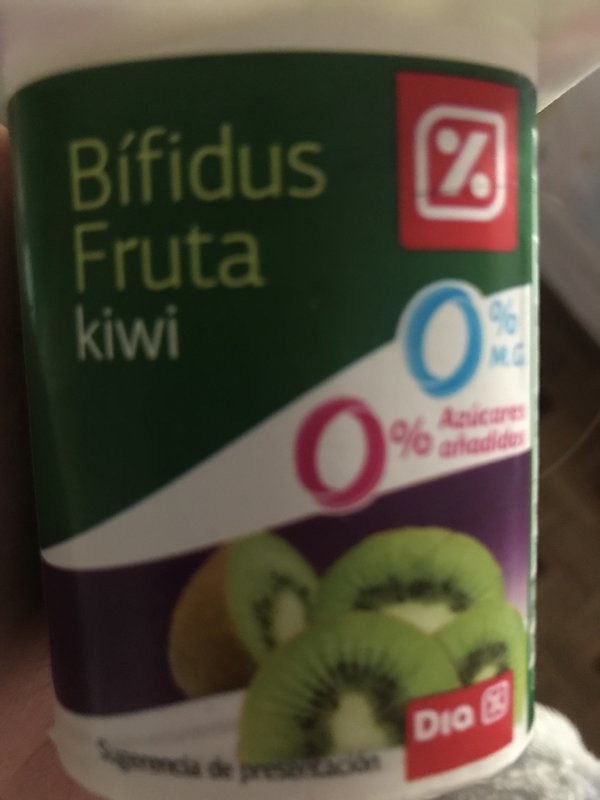 Bífidus
Fruta
kiwi
0% M.G.
0% Azúcares
añadidos
Dia
Sugerencia de presentación